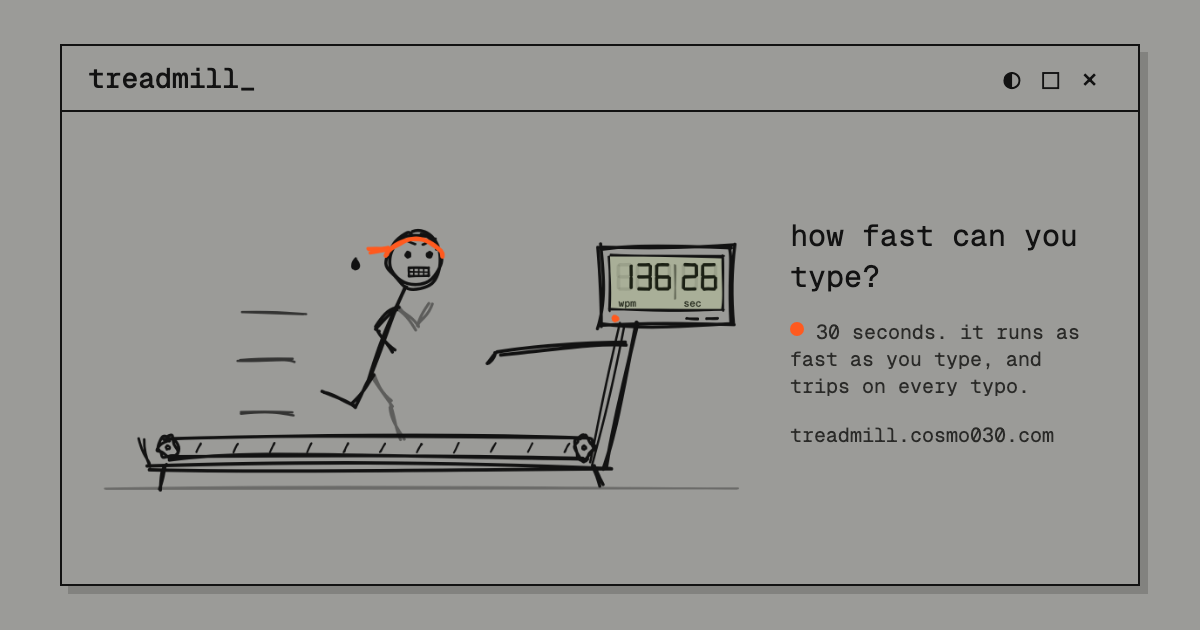 treadmill_
how fast can you
type?
136 26
wpm sec
30 seconds. it runs as
fast as you type, and
trips on every typo.
treadmill.cosmo030.com